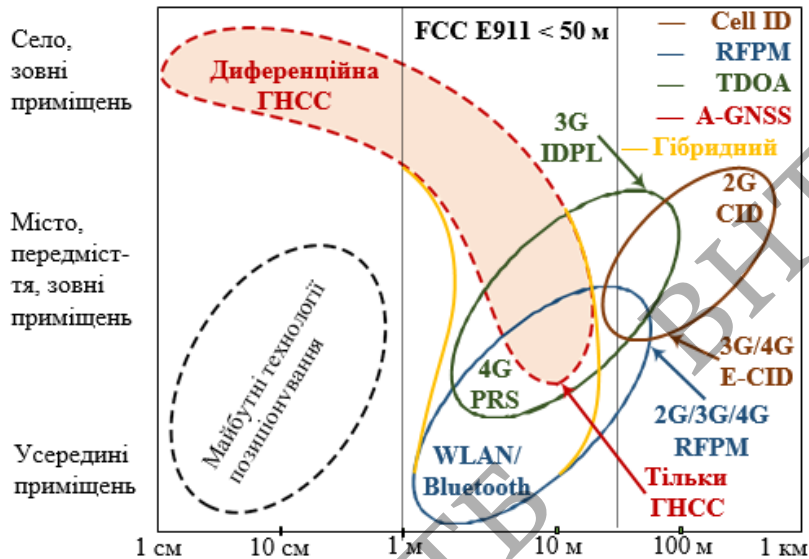 Село,
зовні
приміщень
Місто,
передміст-
тя, зовні
приміщень
Усередині
приміщень
FCC E911 < 50 м
Cell ID
RFPM
TDOA
A-GNSS
Гібридний
Диференційна
ГНСС
3G
IDPL
2G
CID
Майбутні технології
позиціонування
4G
PRS
3G/4G
E-CID
2G/3G/4G
RFPM
WLAN/
Bluetooth
Тільки
ГНСС
1 см
10 см
1 м
10 м
100 м
1 км